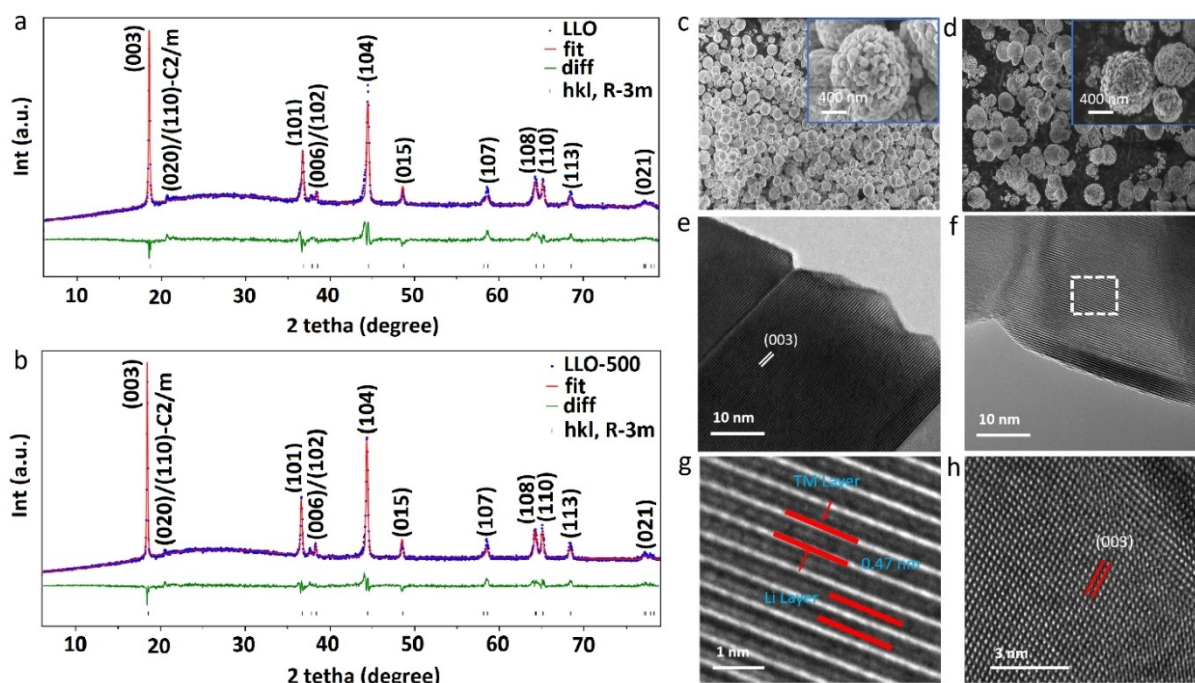 a
Int (a.u.)
(003)
(020)/(110)-C2/m
(101)
(006)/(102)
(104)
(015)
(107)
(108)
(110)
(113)
(021)
LLO
fit
diff
hkl, R-3m
10 20 30 40 50 60 70
2 tetha (degree)
b
Int (a.u.)
(003)
(020)/(110)-C2/m
(101)
(006)/(102)
(104)
(015)
(107)
(108)
(110)
(113)
(021)
LLO-500
fit
diff
hkl, R-3m
10 20 30 40 50 60 70
2 tetha (degree)
c
400 nm
d
400 nm
e
(003)
10 nm
f
10 nm
g
TM Layer
0.47 nm
Li Layer
1 nm
h
(003)
3 nm